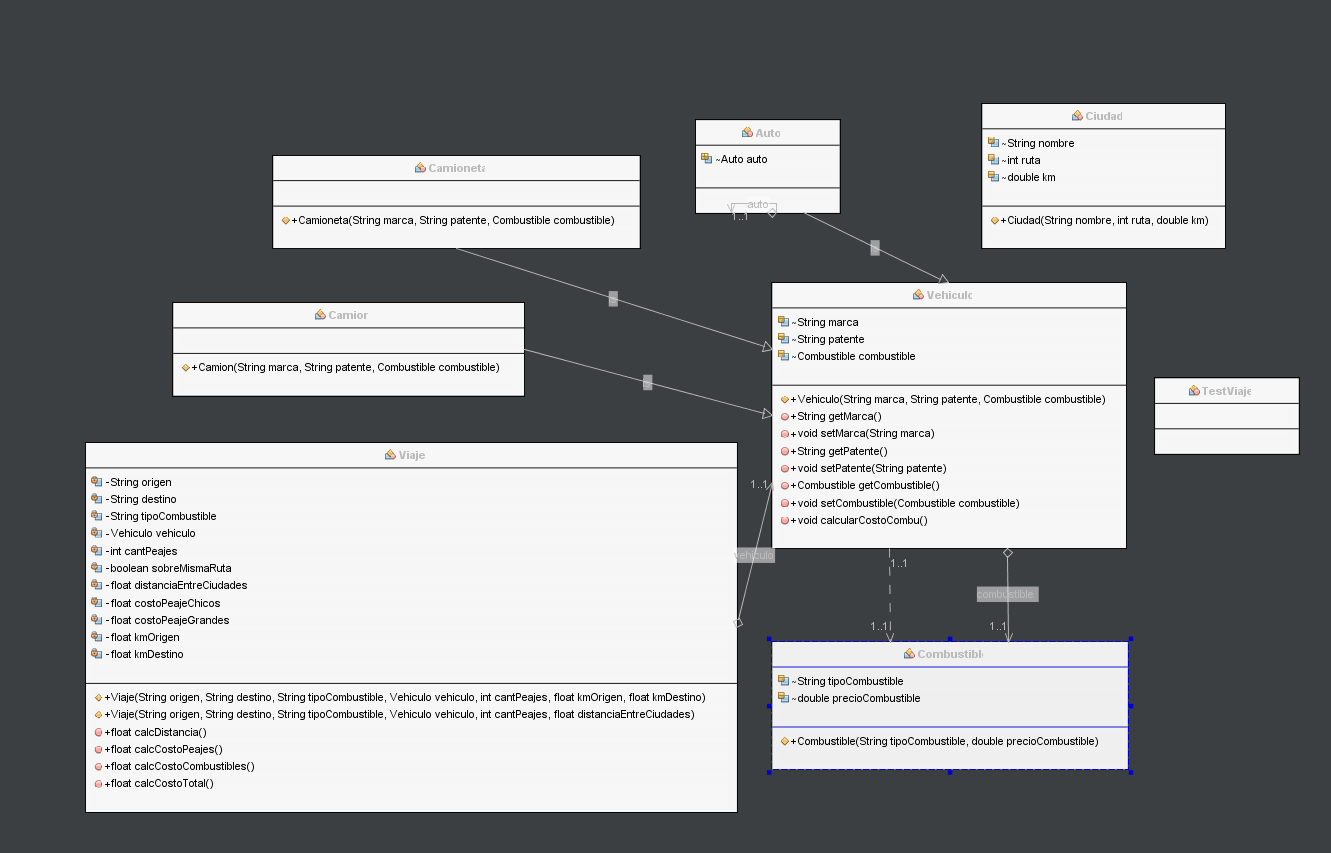 Auto
~Auto auto
auto
1..1
Ciudad
~String nombre
~int ruta
~double km
+Ciudad(String nombre, int ruta, double km)
Camioneta
+Camioneta(String marca, String patente, Combustible combustible)
Camion
+Camion(String marca, String patente, Combustible combustible)
Vehiculo
~String marca
~String patente
~Combustible combustible
+Vehiculo(String marca, String patente, Combustible combustible)
+String getMarca()
+void setMarca(String marca)
+String getPatente()
+void setPatente(String patente)
+Combustible getCombustible()
+void setCombustible(Combustible combustible)
+void calcularCostoCombu()
TestViaje
Viaje
-String origen
-String destino
-String tipoCombustible
-Vehiculo vehiculo
-int cantPeajes
-boolean sobreMismaRuta
-float distanciaEntreCiudades
-float costoPeajeChicos
-float costoPeajeGrandes
-float kmOrigen
-float kmDestino
+Viaje(String origen, String destino, String tipoCombustible, Vehiculo vehiculo, int cantPeajes, float kmOrigen, float kmDestino)
+Viaje(String origen, String destino, String tipoCombustible, Vehiculo vehiculo, int cantPeajes, float distanciaEntreCiudades)
+float calcDistancia()
+float calcCostoPeajes()
+float calcCostoCombustibles()
+float calcCostoTotal()
1..1
vehiculo
1..1
1..1
combustible
1..1
Combustible
~String tipoCombustible
~double precioCombustible
+Combustible(String tipoCombustible, double precioCombustible)